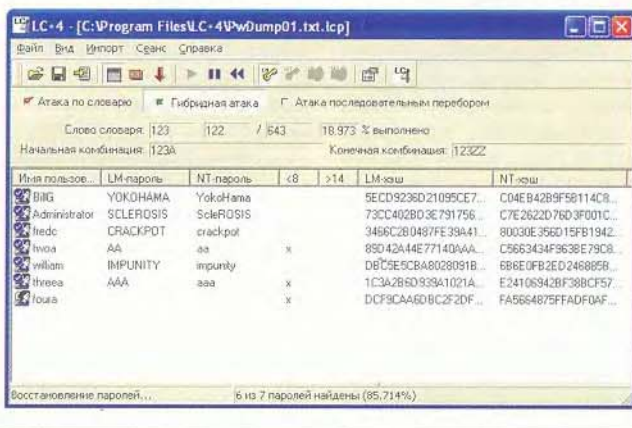 LC+4 - [C:\Program Files\LC+4\PwDump01.txt.lcp]
Файл Вид Импорт Сеанс Справка
Атака по словарю Гибридная атака Атака последовательным перебором
Слово словаря: 123 122 / 643 18.973 % выполнено
Начальная комбинация: 123A Конечная комбинация: 123ZZ
Имя пользов... LM-пароль NT-пароль <8 >14 LM-хэш NT-хэш
BillG YOKOHAMA YokoHama 5ECD9236D21095CE7... C04EB42B9F5B114C8...
Administrator SCLEROSIS ScleROSIS 73CC402BD3E791756... C7E2622D76D3F001C...
fredc CRACKPOT crackpot 3466C2B0487FE39A41... 80030E356D15FB1942...
twoa AA aa x 89D42A44E77140AAA... C5663434F963BE79C8...
william IMPUNITY impunity DBC5E5CBA8028091B... 6B6E0FB2ED246885B...
threea AAA aaa x 1C3A2B6D939A1021A... E24106942BF38BCF57...
foura x DCF9CAA6DBC2F2DF... FA5664875FFADF0AF...
Восстановление паролей... 6 из 7 паролей найдены (85.714%)